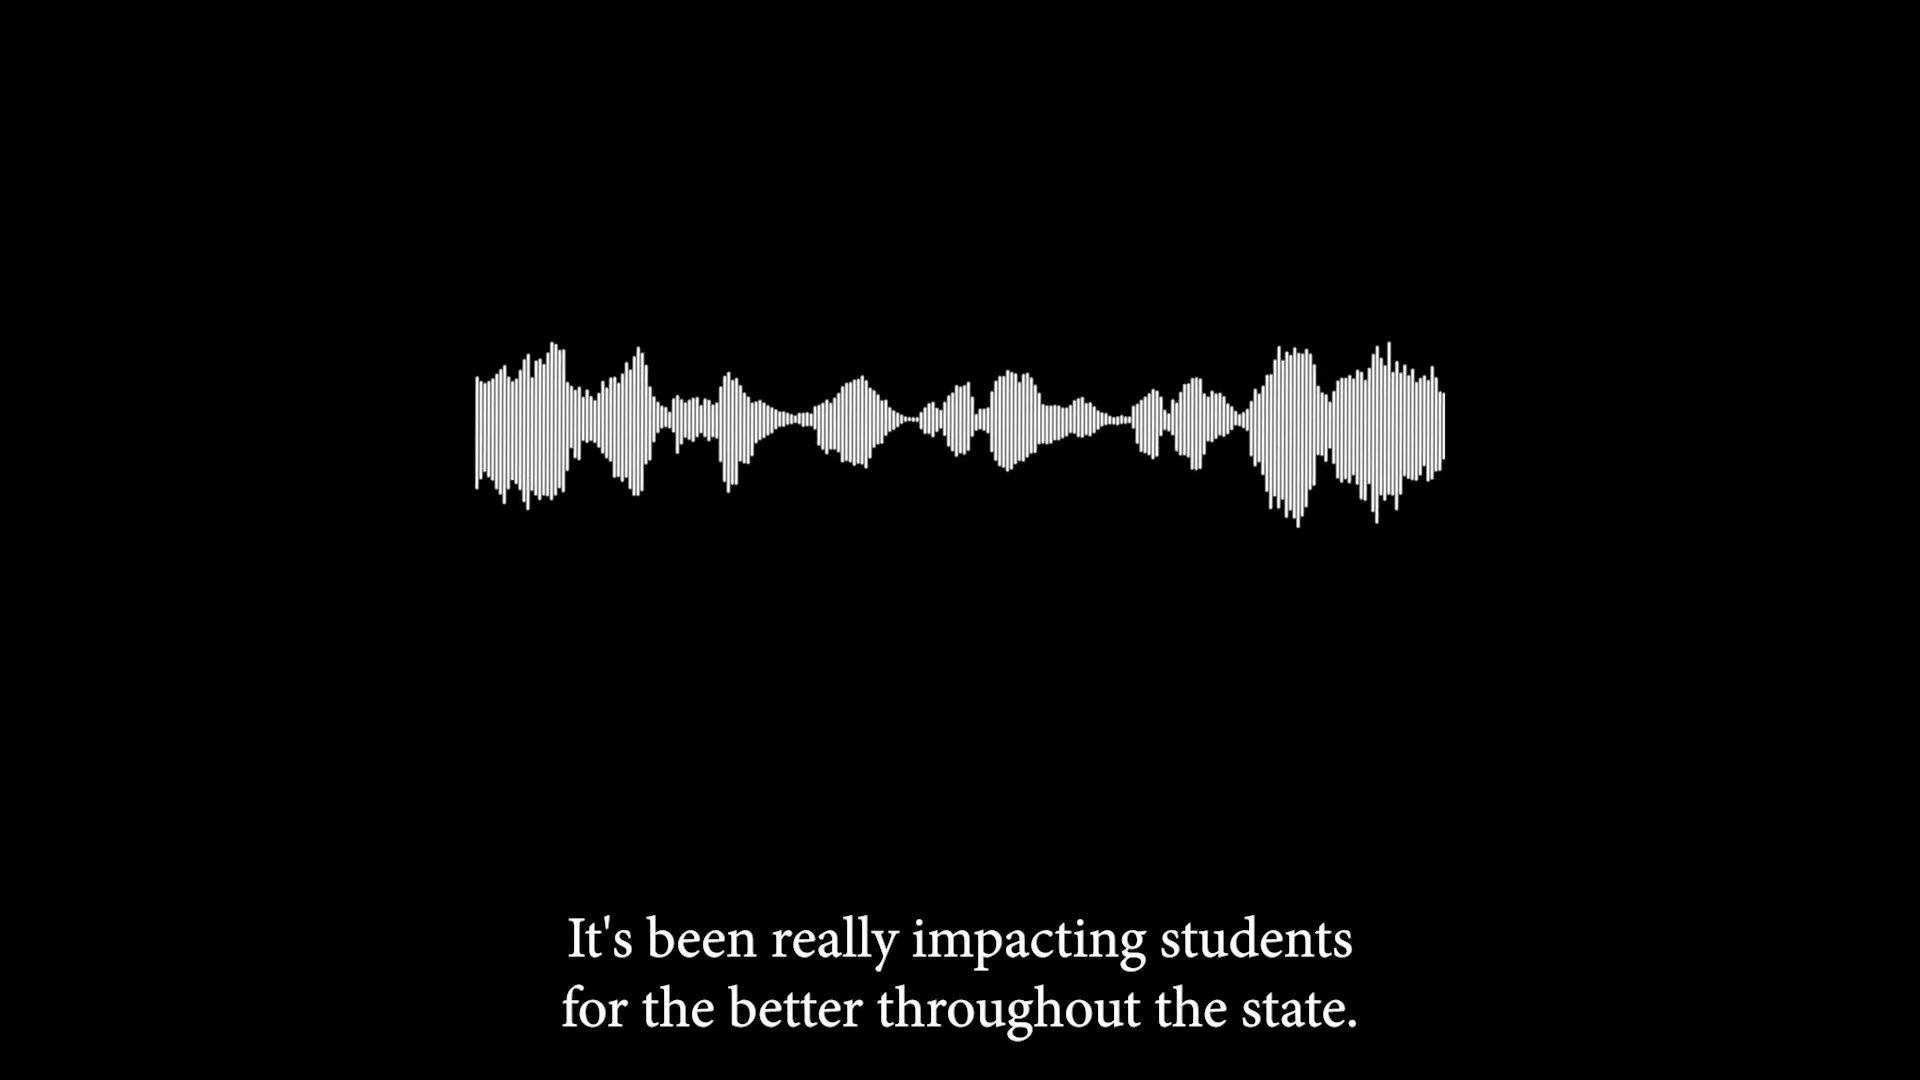 It's been really impacting students
for the better throughout the state.